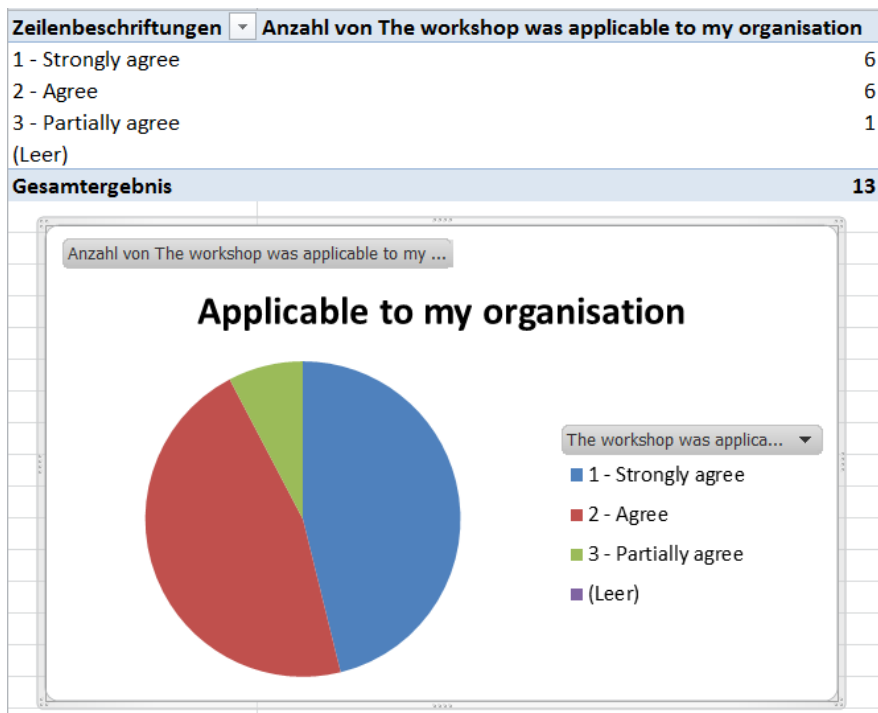 Zeilenbeschriftungen Anzahl von The workshop was applicable to my organisation
1 - Strongly agree 6
2 - Agree 6
3 - Partially agree 1
(Leer)
Gesamtergebnis 13
Anzahl von The workshop was applicable to my ...
Applicable to my organisation
The workshop was applica...
1 - Strongly agree
2 - Agree
3 - Partially agree
(Leer)